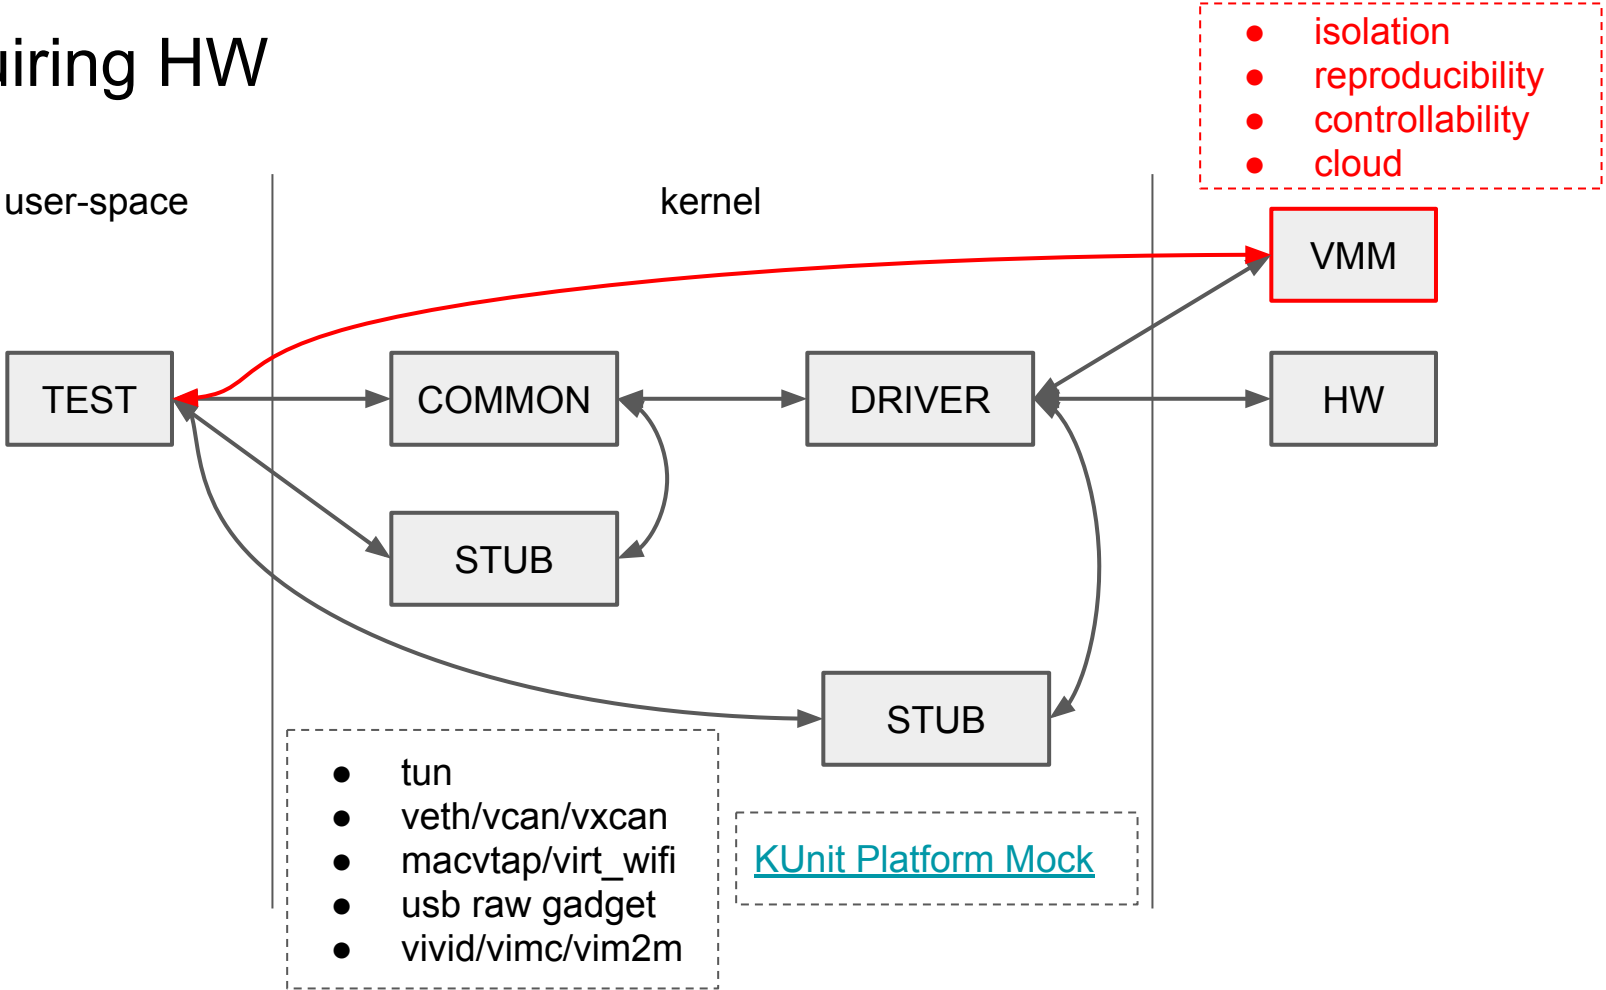 uiring HW
● isolation
● reproducibility
● controllability
● cloud
user-space
kernel
VMM
TEST
COMMON
DRIVER
HW
STUB
STUB
● tun
● veth/vcan/vxcan
● macvtap/virt_wifi
● usb raw gadget
● vivid/vimc/vim2m
KUnit Platform Mock